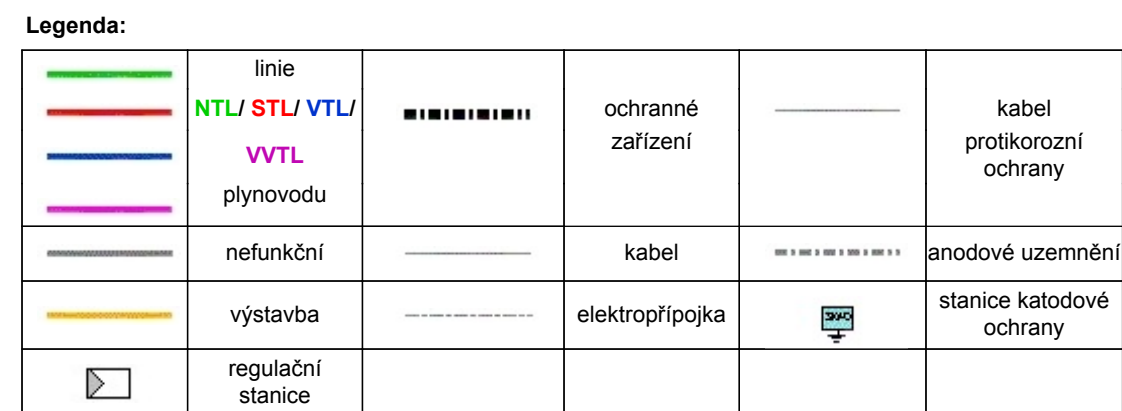 Legenda:
linie
NTL/ STL/ VTL/
VVTL
plynovodu
ochranné
zařízení
kabel
protikorozní
ochrany
nefunkční
kabel
anodové uzemnění
výstavba
elektropřípojka
stanice katodové
ochrany
regulační
stanice